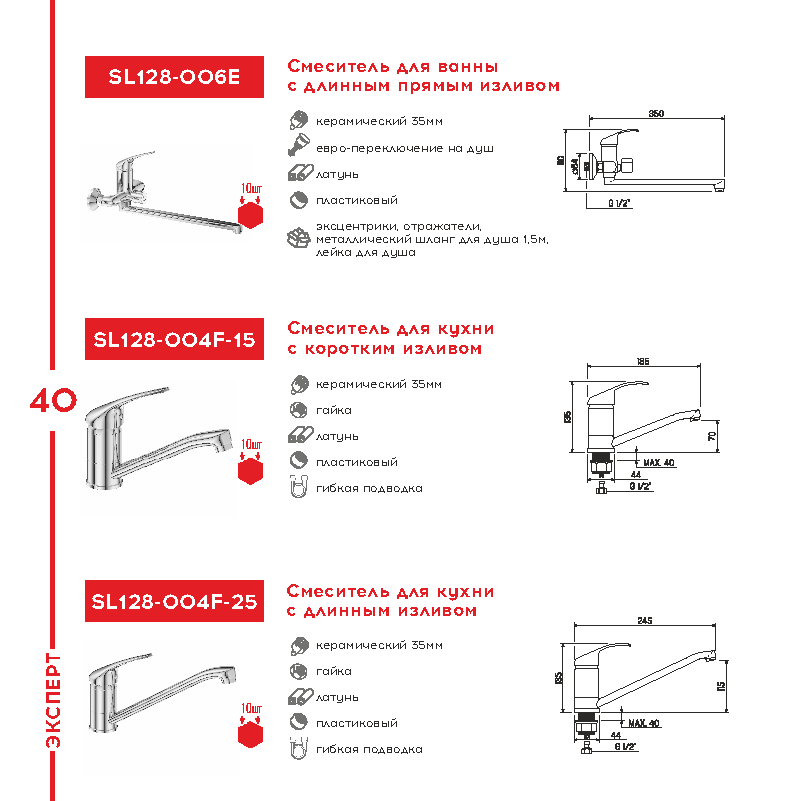 SL128-006E
Смеситель для ванны
с длинным прямым изливом
керамический 35мм
евро-переключение на душ
латунь
пластиковый
эксцентрики, отражатели,
металлический шланг для душа 1,5м,
лейка для душа
10шт
350
110
⌀64
G 1/2"
SL128-004F-15
Смеситель для кухни
с коротким изливом
керамический 35мм
гайка
латунь
пластиковый
гибкая подводка
10шт
185
135
70
MAX. 40
44
G 1/2"
40
SL128-004F-25
Смеситель для кухни
с длинным изливом
керамический 35мм
гайка
латунь
пластиковый
гибкая подводка
10шт
245
135
115
MAX. 40
44
G 1/2"
ЭКСПЕРТ